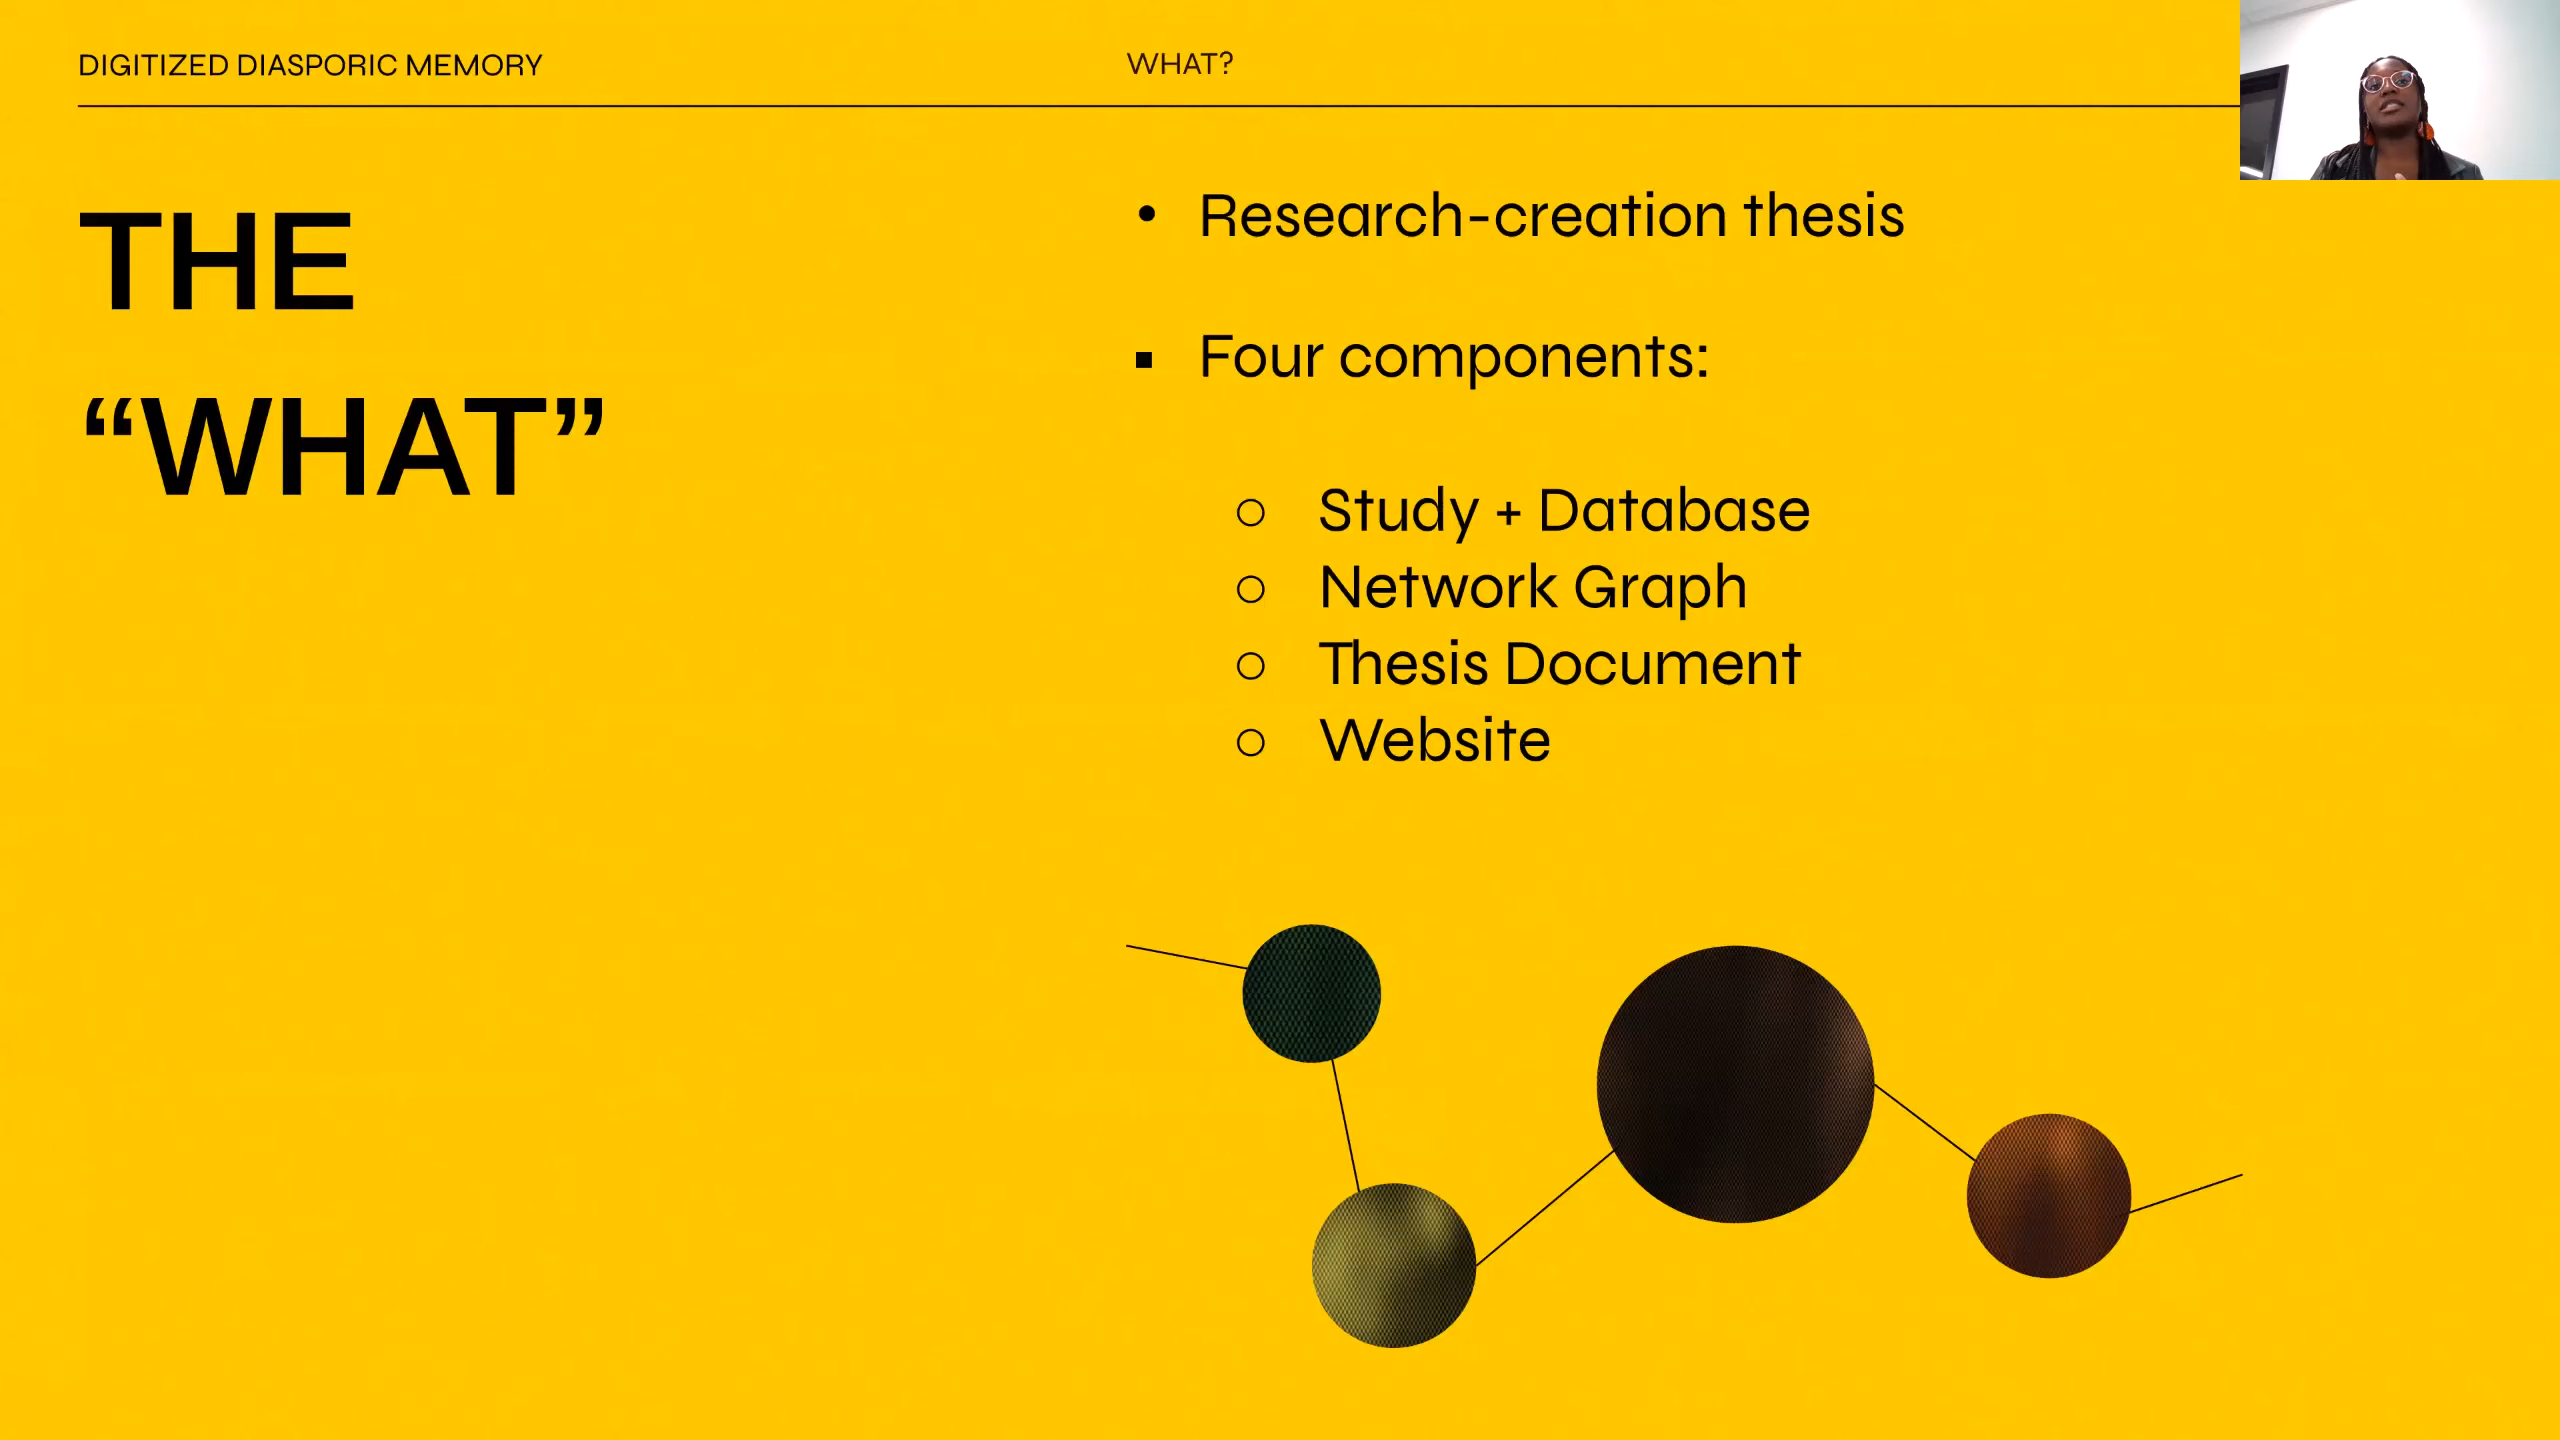 DIGITIZED DIASPORIC MEMORY
WHAT?
THE
“WHAT”
• Research-creation thesis
▪ Four components:
○ Study + Database
○ Network Graph
○ Thesis Document
○ Website